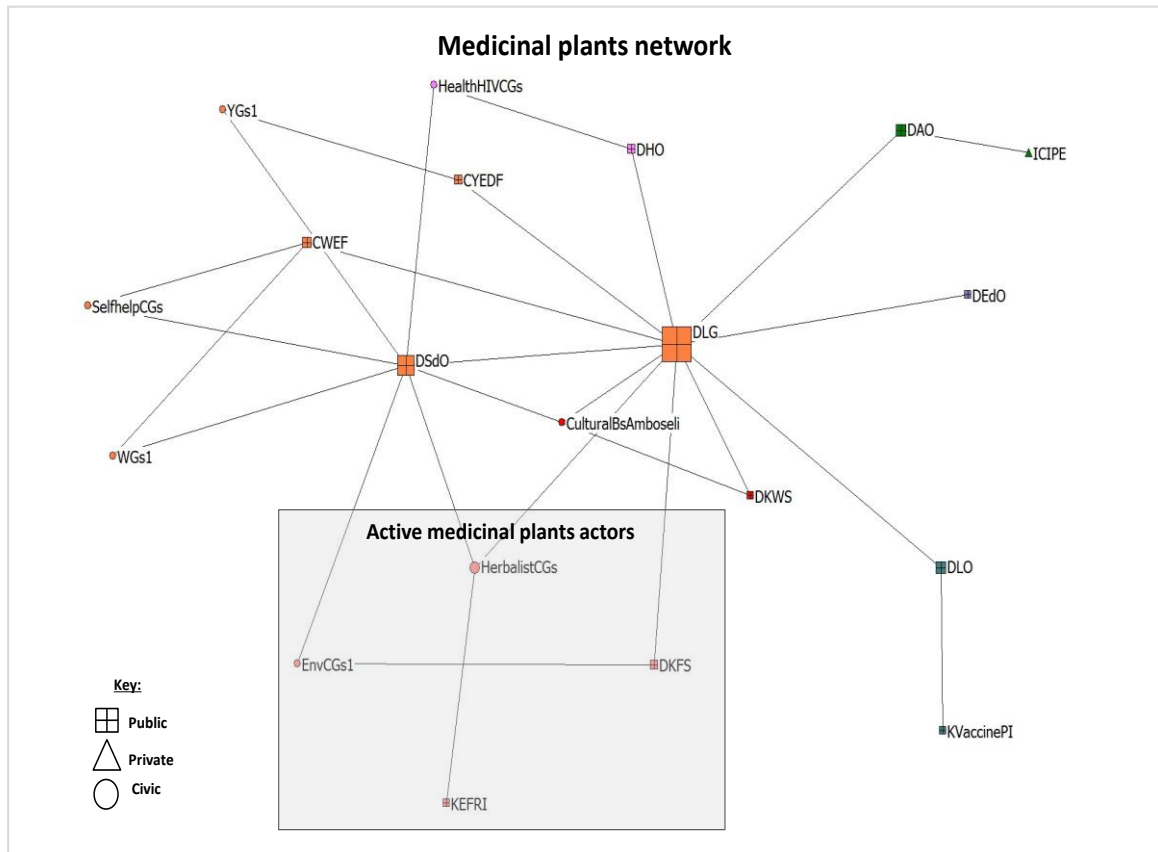 Medicinal plants network
HealthHIVCGs
YGs1
DAO
DHO
ICIPE
CYEDF
CWEF
DEdO
SelfhelpCGs
DLG
DSdO
CulturalBsAmboseli
WGs1
DKWS
Active medicinal plants actors
HerbalistCGs
DLO
EnvCGs1
DKFS
Key:
Public
KVaccinePI
Private
Civic
KEFRI